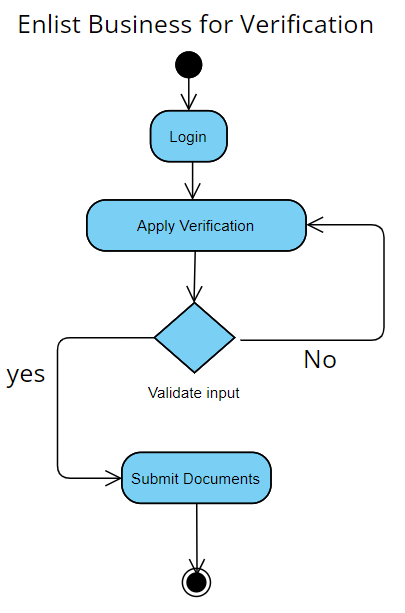 Enlist Business for Verification
Login
Apply Verification
No
yes
Validate input
Submit Documents